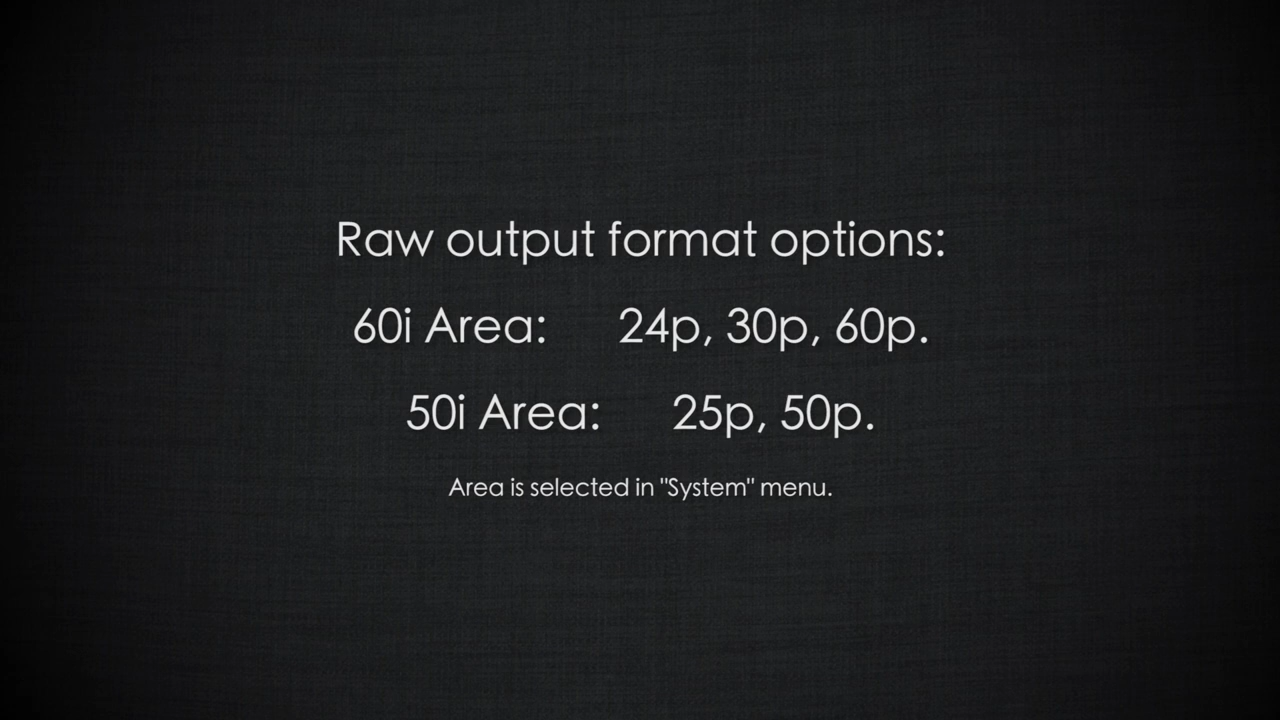 Raw output format options:
60i Area: 24p, 30p, 60p.
50i Area: 25p, 50p.
Area is selected in "System" menu.